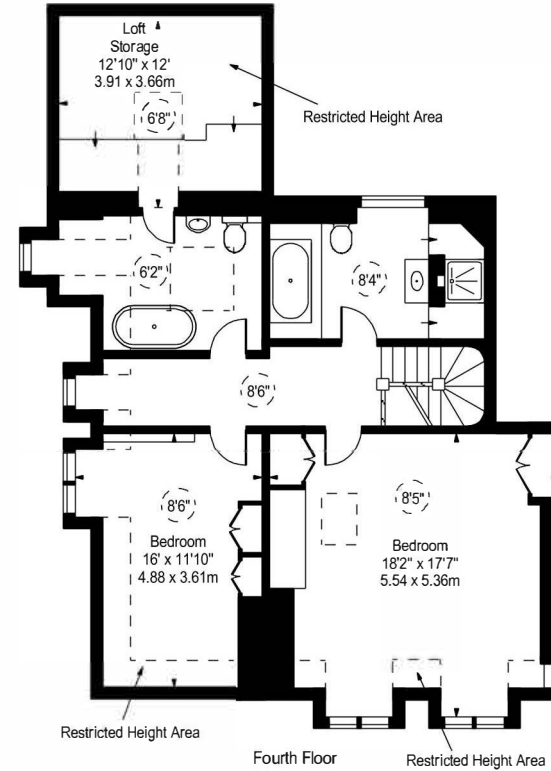 Loft
Storage
12'10" x 12'
3.91 x 3.66m
6'8"
Restricted Height Area
6'2"
8'4"
8'6"
8'6"
Bedroom
16' x 11'10"
4.88 x 3.61m
8'5"
Bedroom
18'2" x 17'7"
5.54 x 5.36m
Restricted Height Area
Fourth Floor
Restricted Height Area